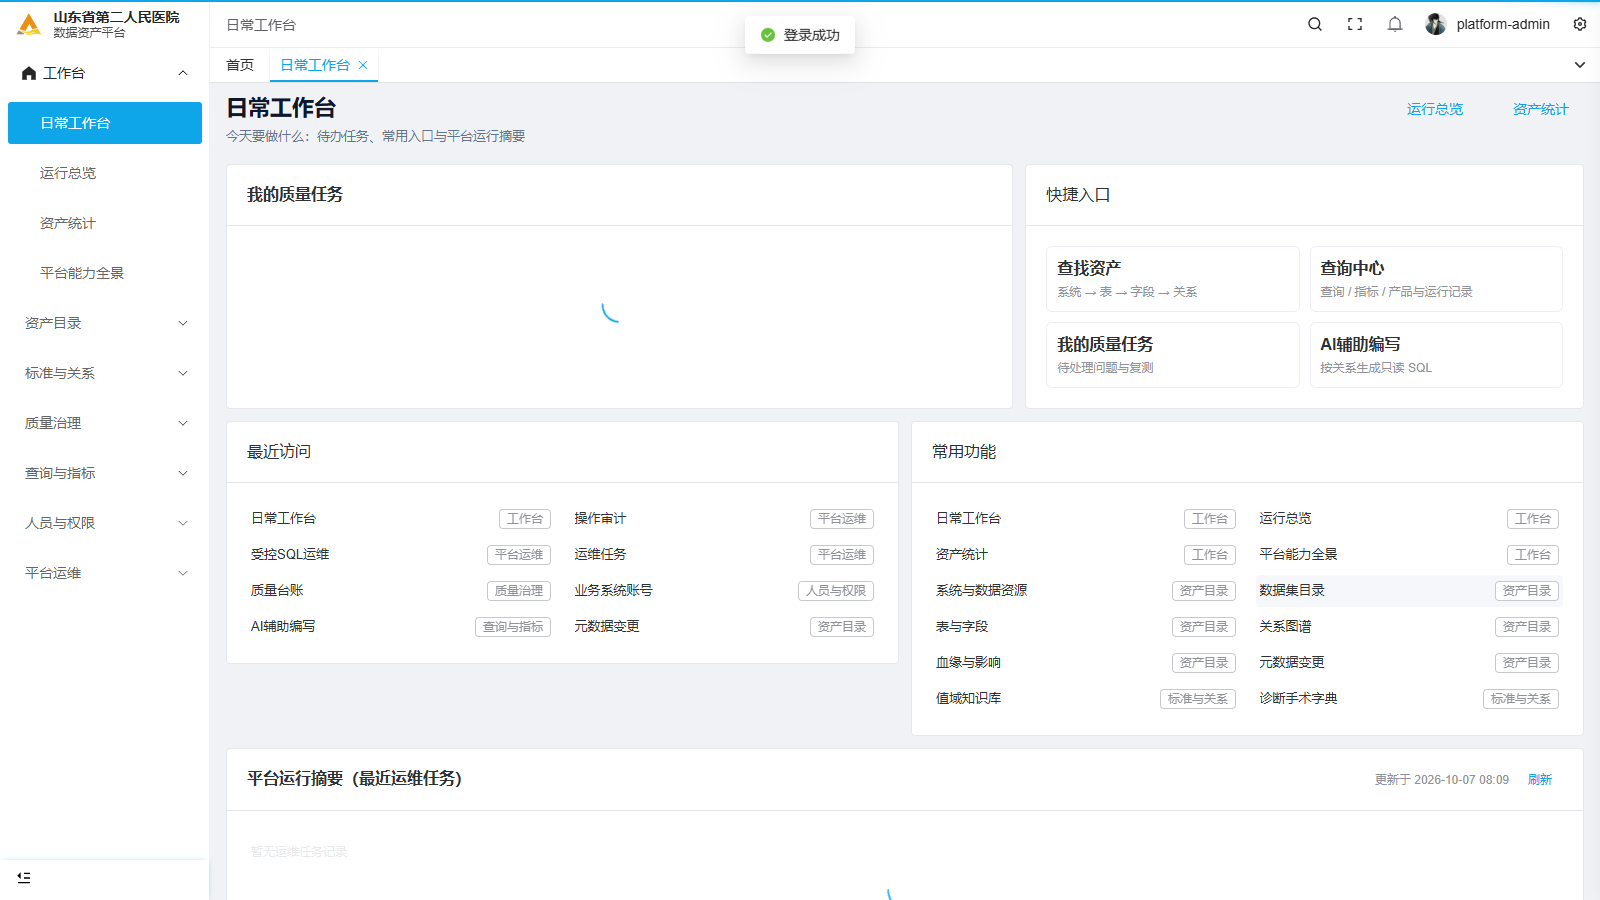 山东省第二人民医院
数据资产平台
日常工作台
登录成功
platform-admin
工作台
首页
日常工作台
日常工作台
运行总览
资产统计
平台能力全景
资产目录
标准与关系
质量治理
查询与指标
人员与权限
平台运维
日常工作台
今天要做什么：待办任务、常用入口与平台运行摘要
运行总览
资产统计
我的质量任务
快捷入口
查找资产
系统 → 表 → 字段 → 关系
查询中心
查询 / 指标 / 产品与运行记录
我的质量任务
待处理问题与复测
AI辅助编写
按关系生成只读 SQL
最近访问
日常工作台 工作台 操作审计 平台运维
受控SQL运维 平台运维 运维任务 平台运维
质量台账 质量治理 业务系统账号 人员与权限
AI辅助编写 查询与指标 元数据变更 资产目录
常用功能
日常工作台 工作台 运行总览 工作台
资产统计 工作台 平台能力全景 工作台
系统与数据资源 资产目录 数据集目录 资产目录
表与字段 资产目录 关系图谱 资产目录
血缘与影响 资产目录 元数据变更 资产目录
值域知识库 标准与关系 诊断手术字典 标准与关系
平台运行摘要（最近运维任务）
更新于 2026-10-07 08:09 刷新
暂无运维任务记录